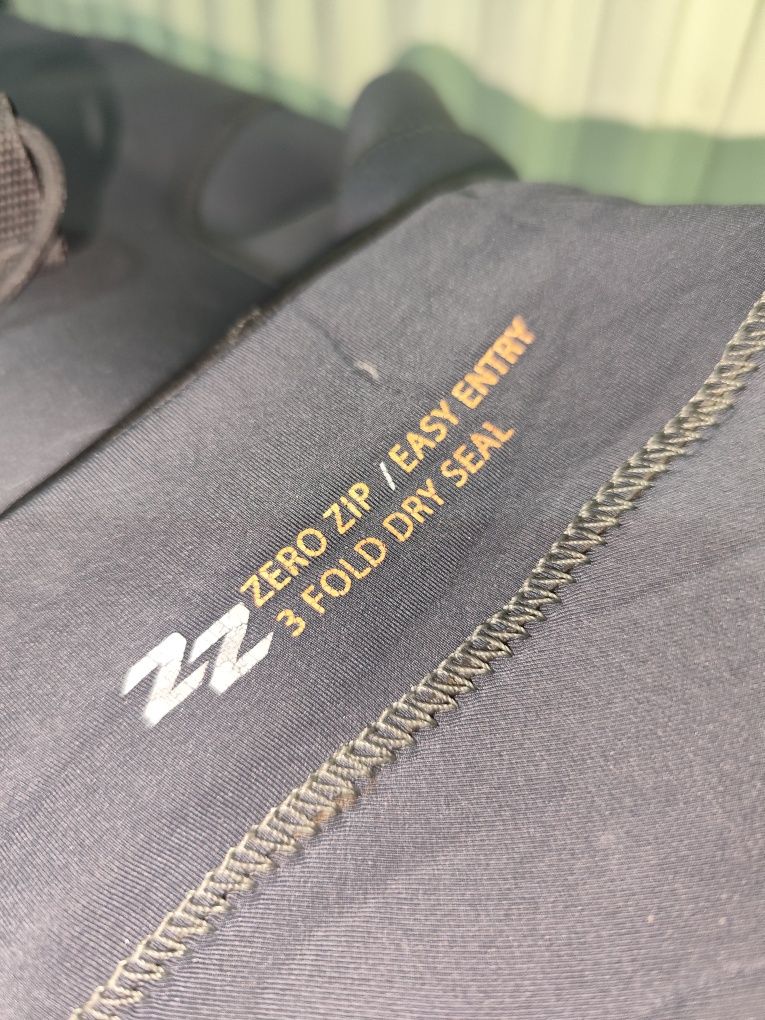 ZZ
ZERO ZIP / EASY ENTRY
3 FOLD DRY SEAL